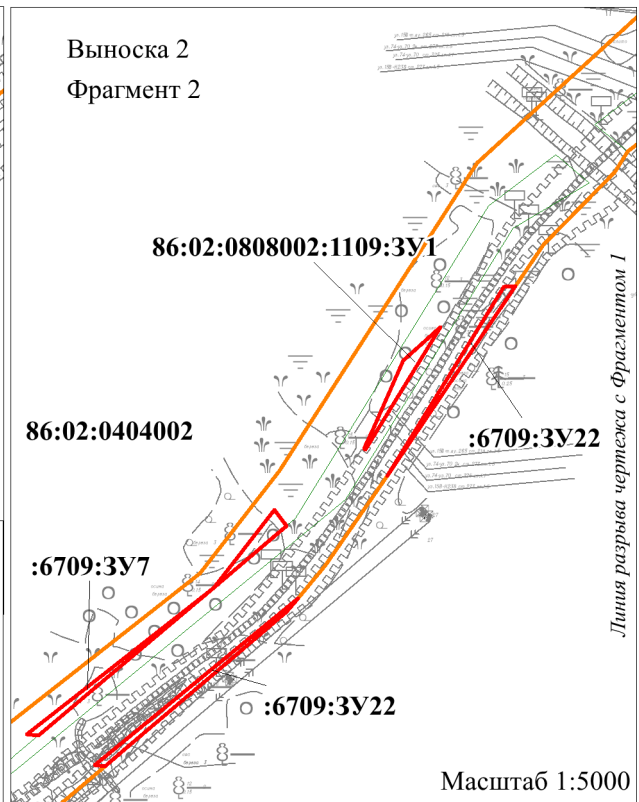 Выноска 2
Фрагмент 2
86:02:0808002:1109:ЗУ1
Линия разрыва чертежа с Фрагментом 1
86:02:0404002
:6709:ЗУ22
:6709:ЗУ7
:6709:ЗУ22
Масштаб 1:5000